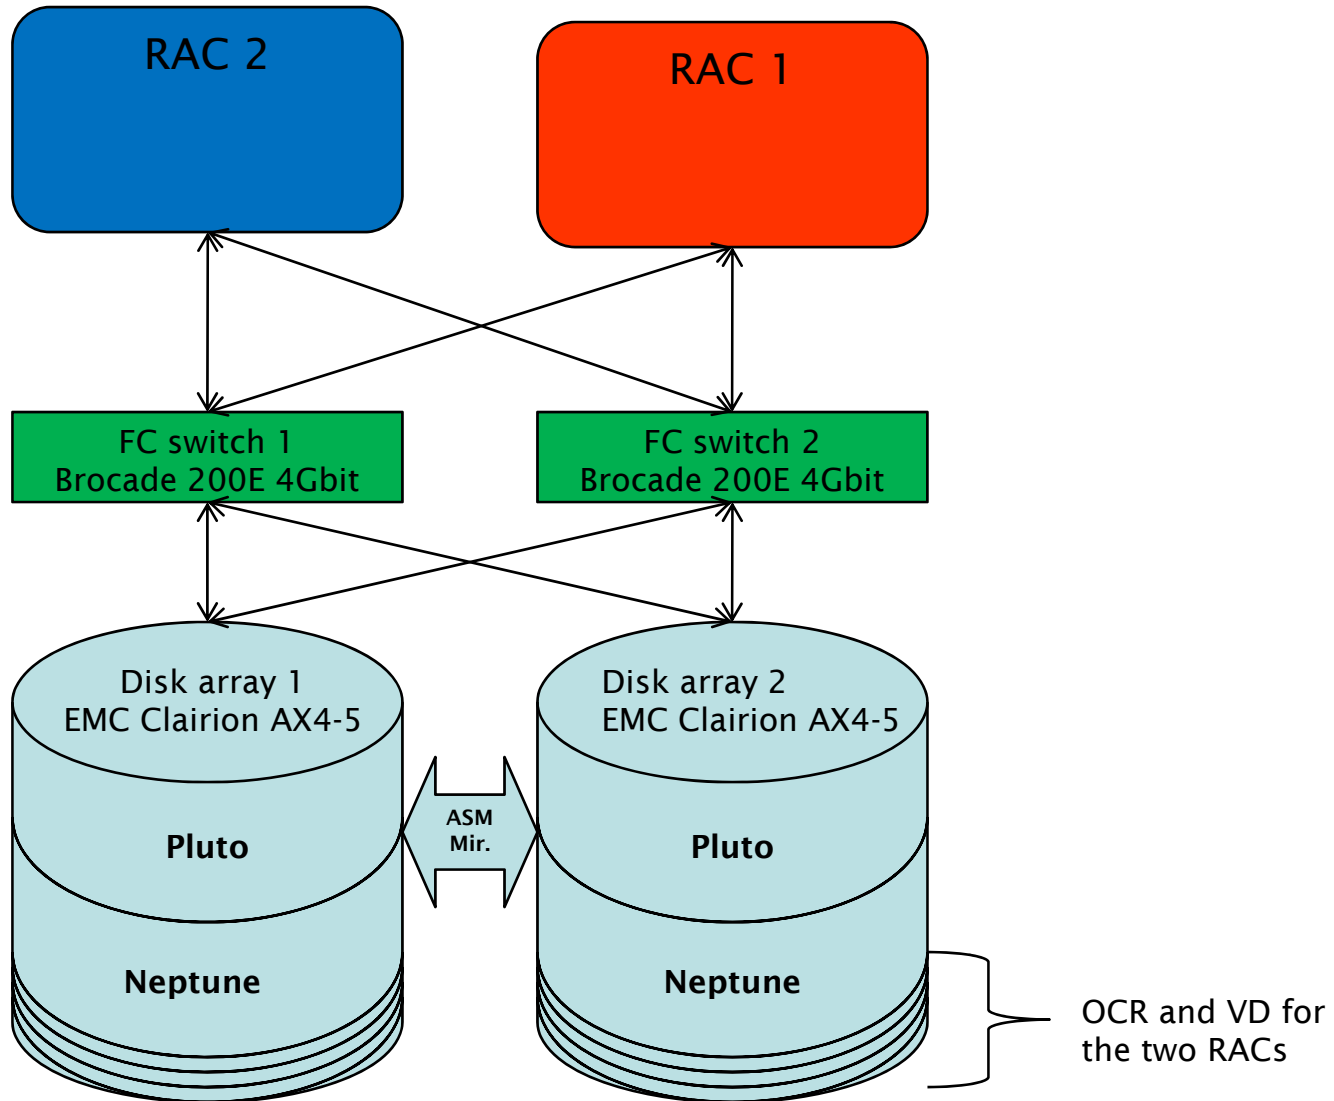 RAC 2
RAC 1
FC switch 1
Brocade 200E 4Gbit
FC switch 2
Brocade 200E 4Gbit
Disk array 1
EMC Clairion AX4-5
Disk array 2
EMC Clairion AX4-5
ASM
Mir.
Pluto
Pluto
Neptune
Neptune
OCR and VD for
the two RACs